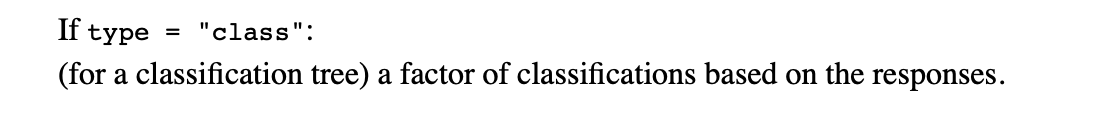 If type = "class":
(for a classification tree) a factor of classifications based on the responses.